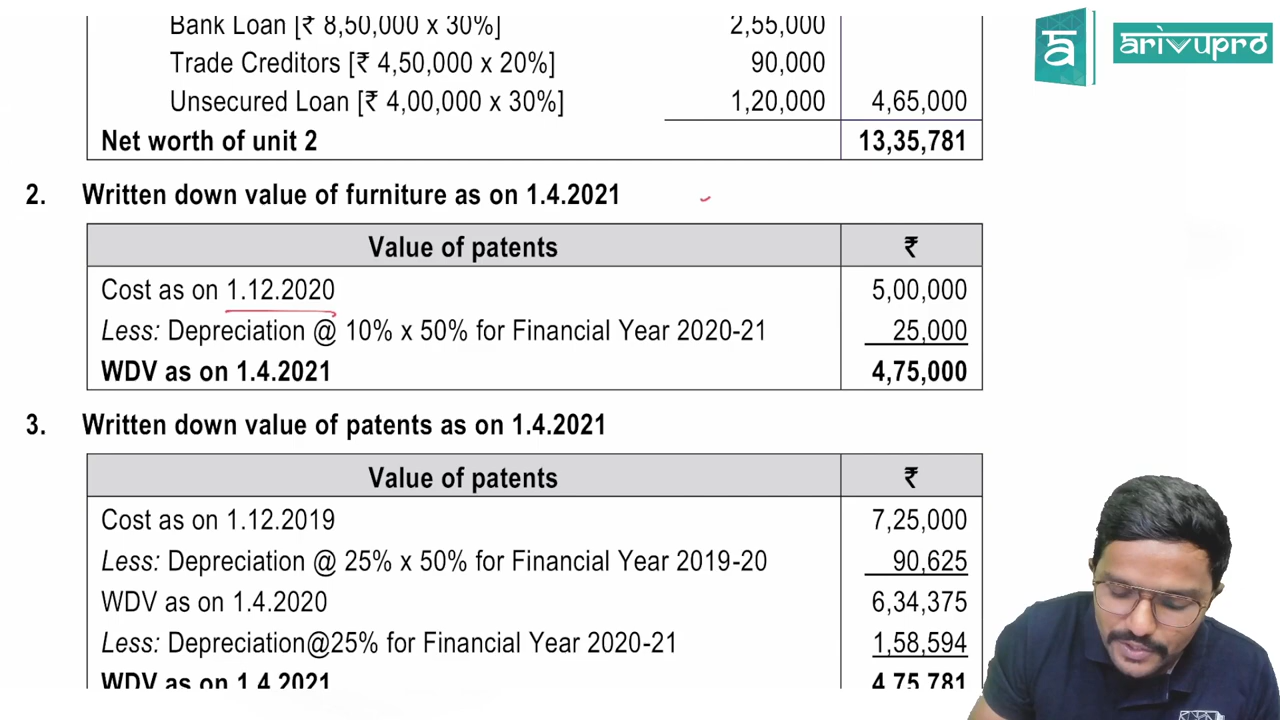 Bank Loan [₹ 8,50,000 x 30%] 2,55,000
Trade Creditors [₹ 4,50,000 x 20%] 90,000
Unsecured Loan [₹ 4,00,000 x 30%] 1,20,000 4,65,000
Net worth of unit 2 13,35,781
2. Written down value of furniture as on 1.4.2021
Value of patents ₹
Cost as on 1.12.2020 5,00,000
Less: Depreciation @ 10% x 50% for Financial Year 2020-21 25,000
WDV as on 1.4.2021 4,75,000
3. Written down value of patents as on 1.4.2021
Value of patents ₹
Cost as on 1.12.2019 7,25,000
Less: Depreciation @ 25% x 50% for Financial Year 2019-20 90,625
WDV as on 1.4.2020 6,34,375
Less: Depreciation@25% for Financial Year 2020-21 1,58,594
WDV as on 1.4.2021 4,75,781
arivupro